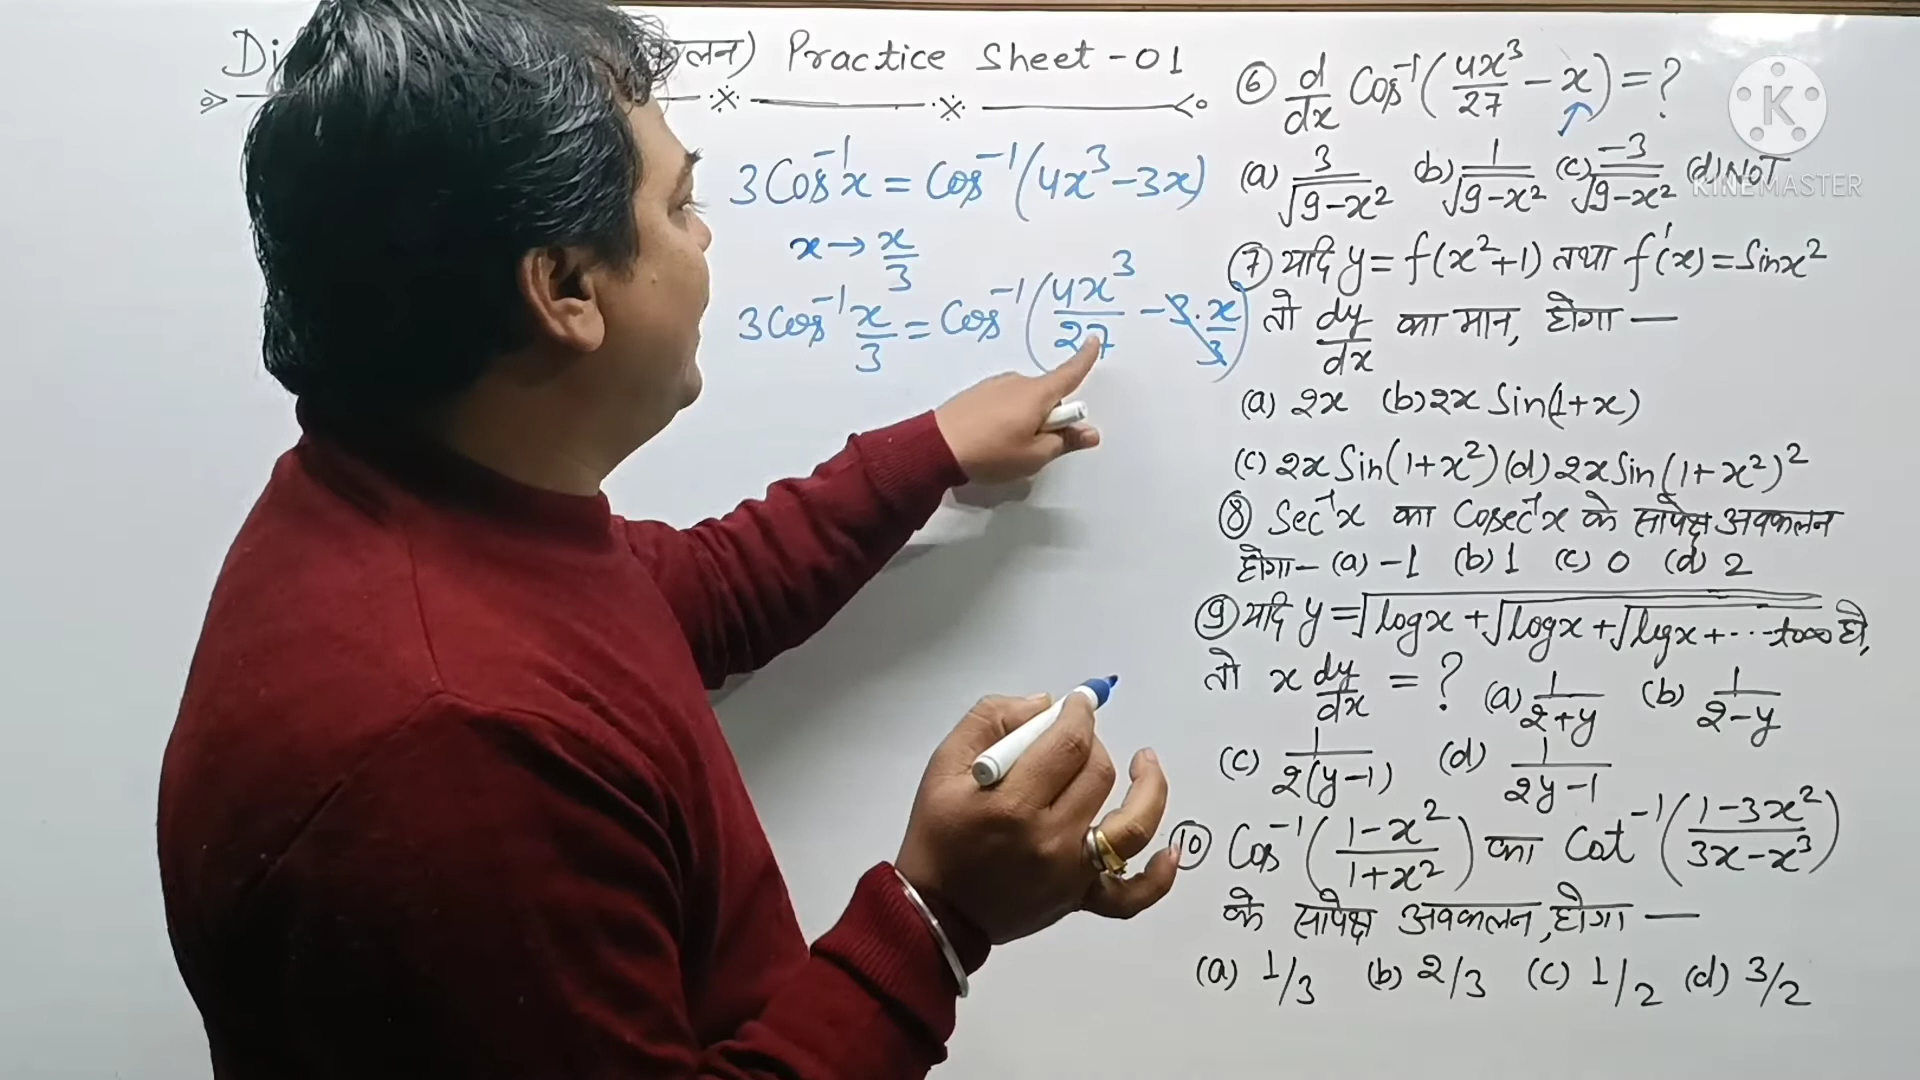 Di कलन) Practice Sheet - 01
3Cos⁻¹x = Cos⁻¹(4x³ - 3x)
x → x/3
3Cos⁻¹ x/3 = Cos⁻¹(4x³/27 - 3·x/3)
⑥ d/dx Cos⁻¹(4x³/27 - x) = ?
(a) 3/√9-x² (b) 1/√9-x² (c) -3/√9-x² (d) NOT
⑦ यदि y = f(x²+1) तथा f'(x) = Sinx²
तो dy/dx का मान, होगा —
(a) 2x (b) 2x Sin(1+x)
(c) 2x Sin(1+x²) (d) 2x Sin(1+x²)²
⑧ Sec⁻¹x का Cosec⁻¹x के सापेक्ष अवकलन
होगा – (a) -1 (b) 1 (c) 0 (d) 2
⑨ यदि y = √logx + √logx + √logx + ··· to∞ हो,
तो x dy/dx = ? (a) 1/2+y (b) 1/2-y
(c) 1/2(y-1) (d) 1/2y-1
⑩ Cos⁻¹(1-x²/1+x²) का Cot⁻¹(1-3x²/3x-x³)
के सापेक्ष अवकलन, होगा —
(a) 1/3 (b) 2/3 (c) 1/2 (d) 3/2
K
KINEMASTER